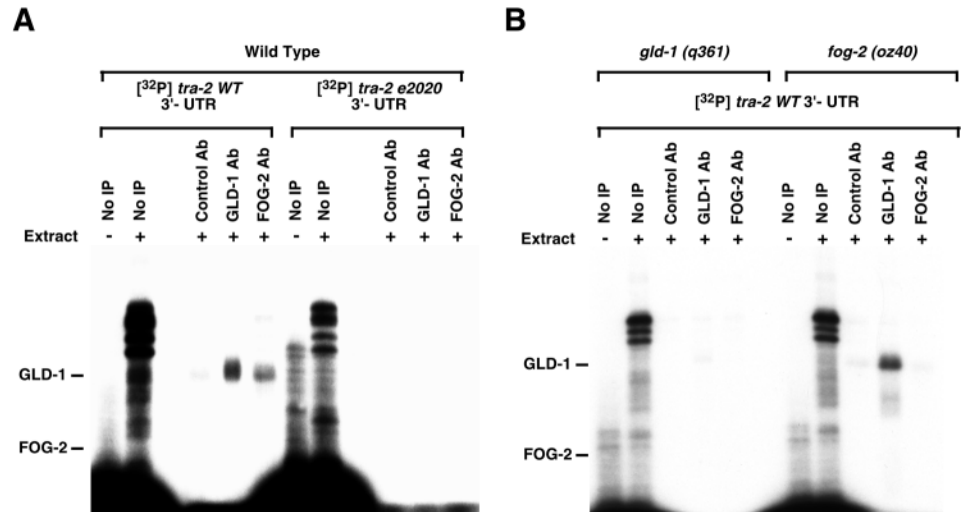 A
Wild Type
[32P] tra-2 WT 3'- UTR
[32P] tra-2 e2020 3'- UTR
No IP
No IP
Control Ab
GLD-1 Ab
FOG-2 Ab
No IP
No IP
Control Ab
GLD-1 Ab
FOG-2 Ab
Extract - + + + + - + + + +
GLD-1
FOG-2
B
gld-1 (q361) fog-2 (oz40)
[32P] tra-2 WT 3'- UTR
No IP
No IP
Control Ab
GLD-1 Ab
FOG-2 Ab
No IP
No IP
Control Ab
GLD-1 Ab
FOG-2 Ab
Extract - + + + + - + + + +
GLD-1
FOG-2